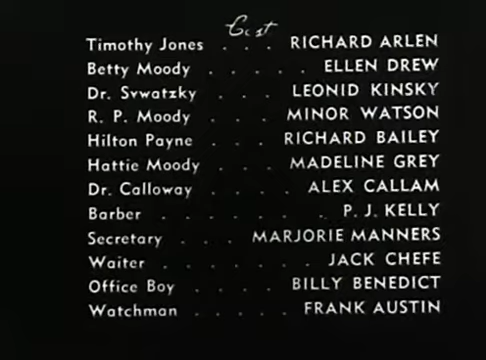 Cast
Timothy Jones . . . RICHARD ARLEN
Betty Moody . . . . . ELLEN DREW
Dr. Svwatzky . . . LEONID KINSKY
R. P. Moody . . . . MINOR WATSON
Hilton Payne . . . . RICHARD BAILEY
Hattie Moody . . . . MADELINE GREY
Dr. Calloway . . . . ALEX CALLAM
Barber . . . . . . P. J. KELLY
Secretary . . . MARJORIE MANNERS
Waiter . . . . . . JACK CHEFE
Office Boy . . . . BILLY BENEDICT
Watchman . . . . . FRANK AUSTIN